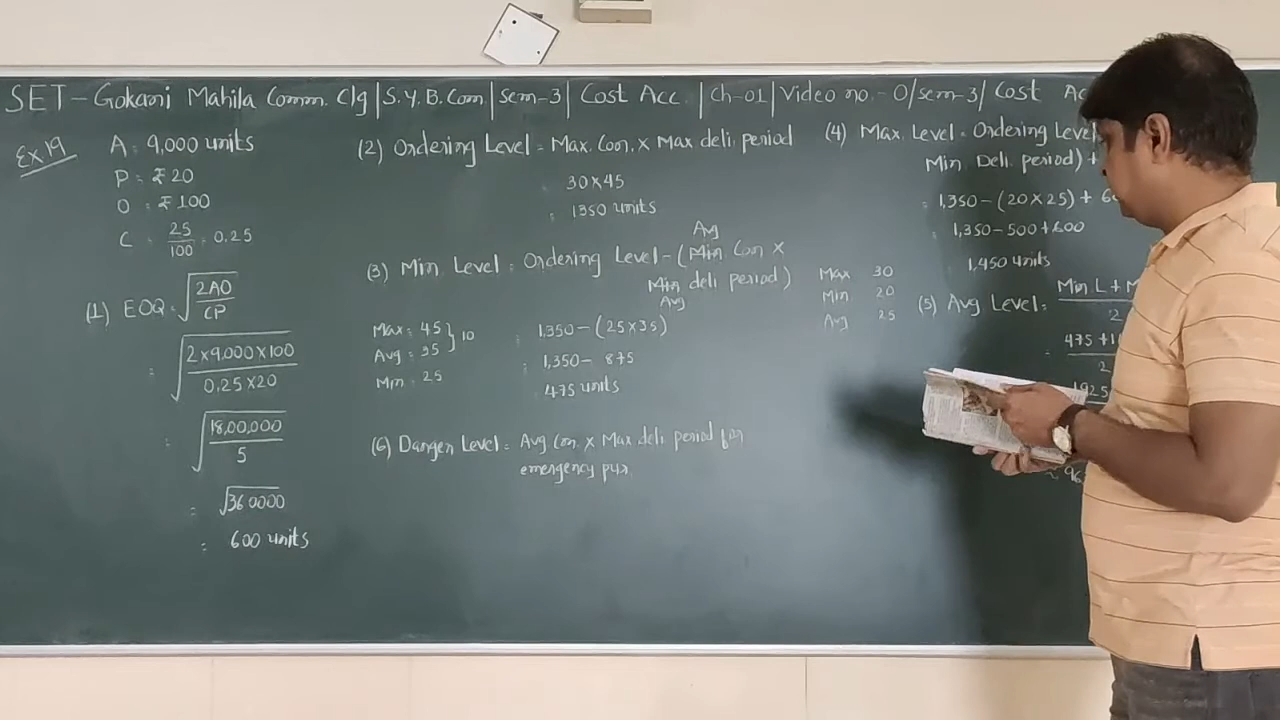 SET - Gokani Mahila Comm. Clg | S.Y. B.Com | Sem-3 | Cost Acc. | Ch-01 | Video no. - 0/sem-3/ Cost Ac
Ex 19
A = 9,000 units
P = ₹ 20
O = ₹ 100
C = 25/100 = 0.25
(1) EOQ = √(2AO/CP)
= √(2×9,000×100/0.25×20)
= √(18,00,000/5)
= √360000
= 600 units
(2) Ordering Level = Max. Con. × Max deli. period
= 30×45
= 1350 units
Avg
(3) Min. Level = Ordering Level - (Min Con ×
Min deli period)
Avg
Max = 45
Avg = 35 } 10
Min = 25
= 1,350 - (25×35)
= 1,350 - 875
475 units
Max 30
Min 20
Avg 25
(6) Danger Level = Avg Con. × Max deli. period for
emergency pur.
(4) Max. Level = Ordering Level
Min. Deli. period) +
= 1,350 - (20×25) + 60
= 1,350 - 500 + 600
= 1,450 units
(5) Avg Level = Min L + M
2
= 475 + 1
2
1925
≈ 96